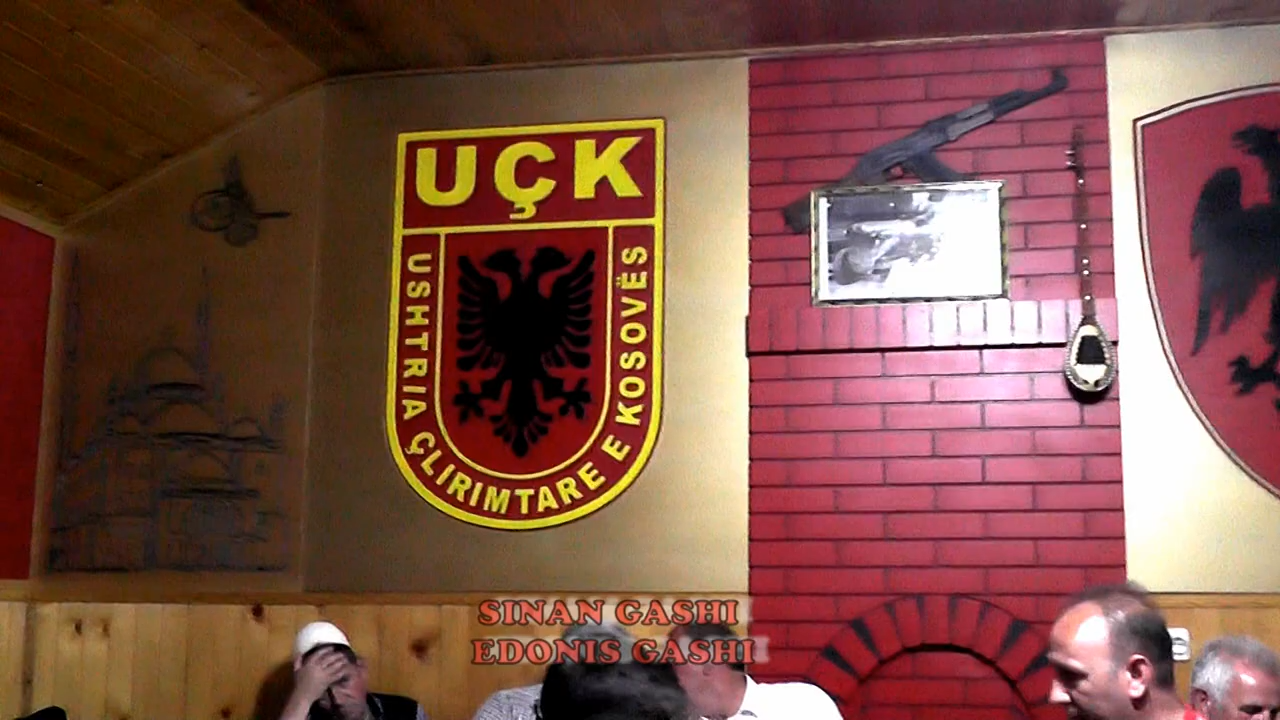 UÇK
USHTRIA ÇLIRIMTARE E KOSOVËS
SINAN GASHI
EDONIS GASHI